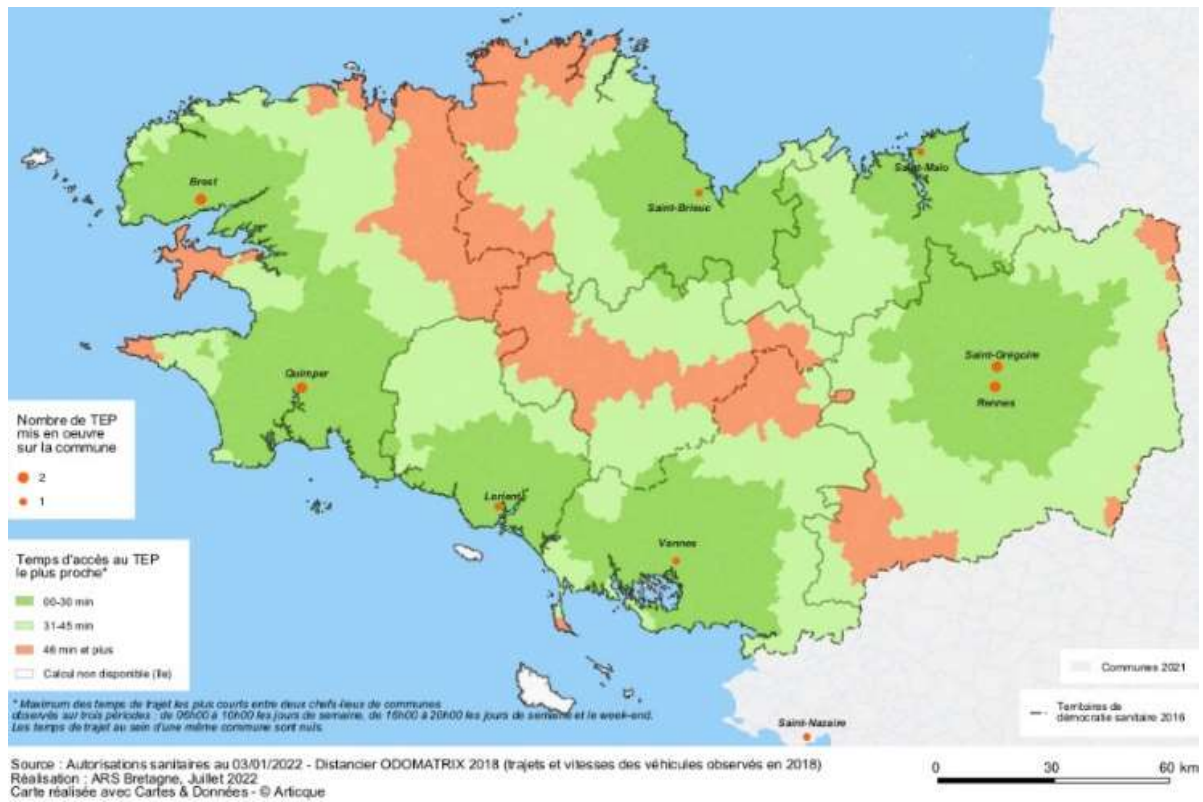 Brest
Saint-Brieuc
Saint-Malo
Saint-Grégoire
Rennes
Quimper
Lorient
Vannes
Saint-Nazaire
Nombre de TEP
mis en oeuvre
sur la commune
2
1
Temps d'accès au TEP
le plus proche*
00-30 min
31-45 min
46 min et plus
Calcul non disponible (île)
* Maximum des temps de trajet les plus courts entre deux chefs-lieux de communes
observés sur trois périodes : de 06h00 à 10h00 les jours de semaine, de 16h00 à 20h00 les jours de semaine et le week-end.
Les temps de trajet au sein d'une même commune sont nuls.
Communes 2021
Territoires de
démocratie sanitaire 2016
Source : Autorisations sanitaires au 03/01/2022 - Distancier ODOMATRIX 2018 (trajets et vitesses des véhicules observés en 2018)
Réalisation : ARS Bretagne, Juillet 2022
Carte réalisée avec Cartes & Données - © Articque
0 30 60 km